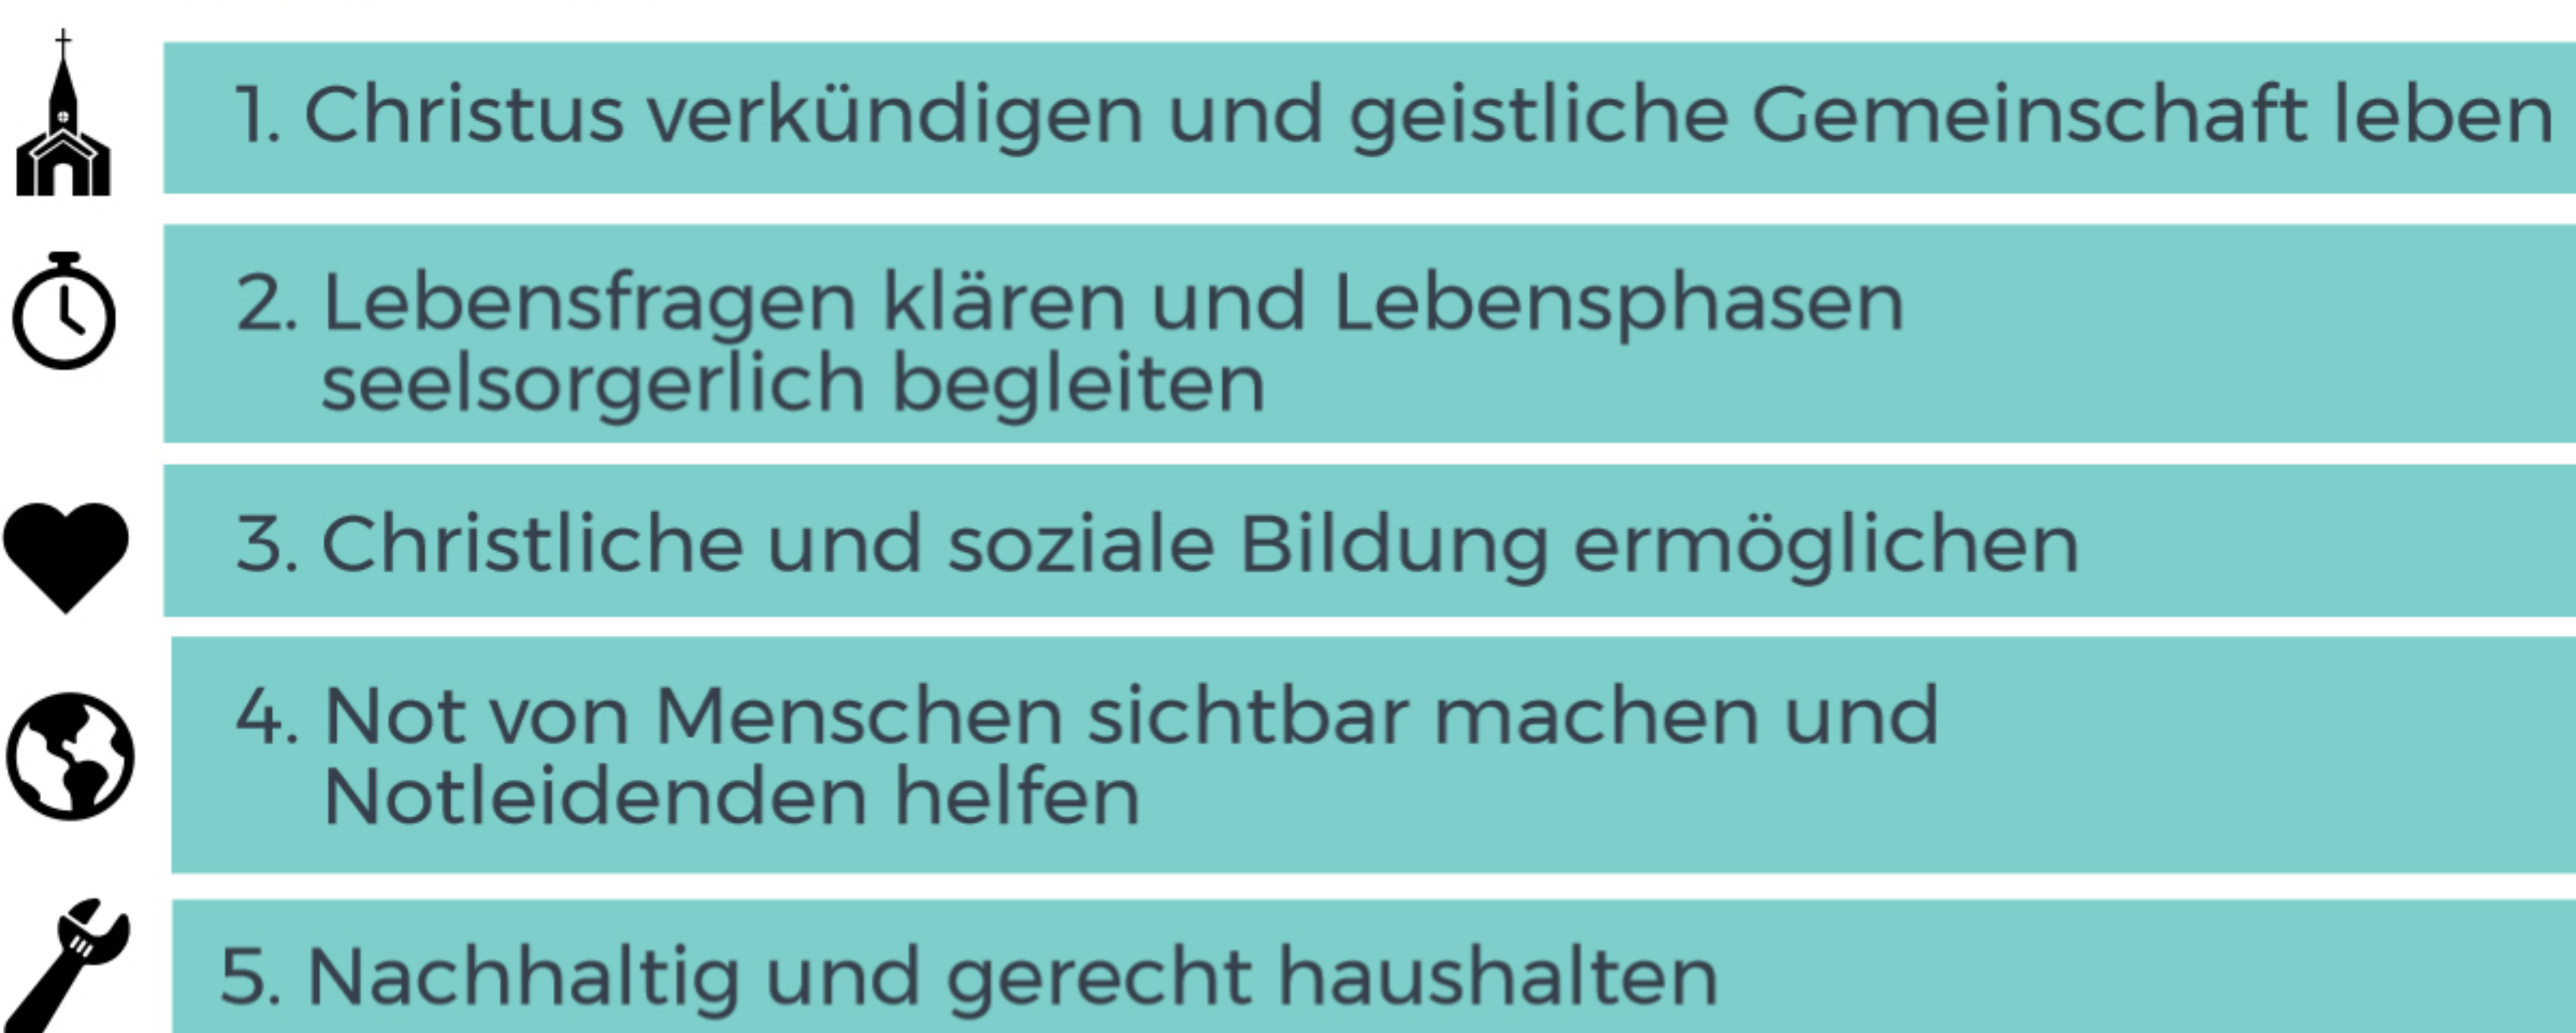 1. Christus verkündigen und geistliche Gemeinschaft leben
2. Lebensfragen klären und Lebensphasen
seelsorgerlich begleiten
3. Christliche und soziale Bildung ermöglichen
4. Not von Menschen sichtbar machen und
Notleidenden helfen
5. Nachhaltig und gerecht haushalten